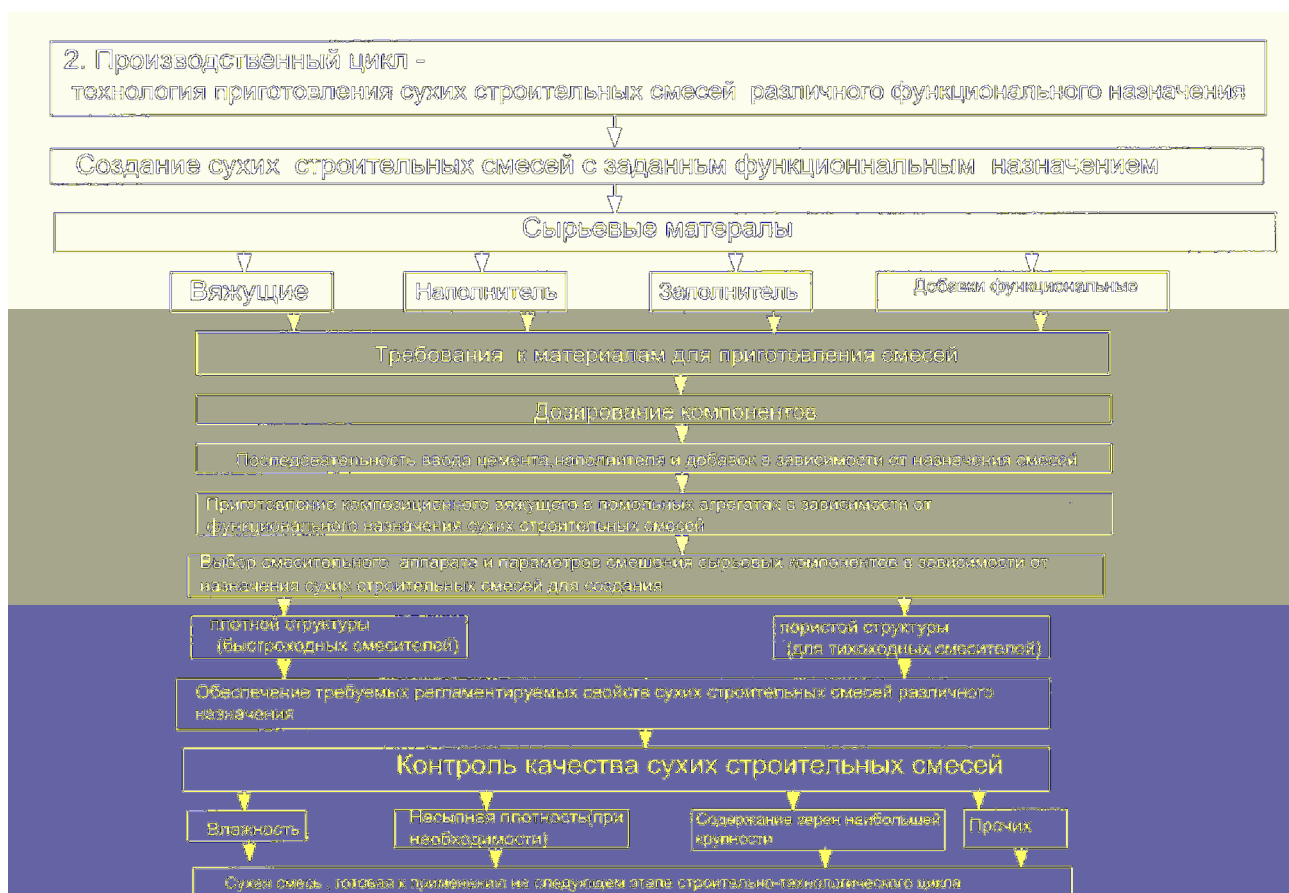 2. Производственный цикл -
технология приготовления сухих строительных смесей различного функционального назначения
Создание сухих строительных смесей с заданным функционнальным назначением
Сырьевые матералы
Вяжущие
Наполнитель
Заполнитель
Добавки функциональные
Требования к материалам для приготовления смесей
Дозирование компонентов
Последовательность ввода цемента,наполнителя и добавок в зависимости от назначения смесей
Приготовление композиционного вяжущего в помольных агрегатах в зависимости от
функционального назначения сухих строительных смесей
Выбор смесительного аппарата и параметров смешения сырьевых компонентов в зависимости от
назначения сухих строительных смесей для создания
плотной структуры
(быстроходных смесителей)
пористой структуры
(для тихоходных смесителей)
Обеспечение требуемых регламентируемых свойств сухих строительных смесей различного
назначения
Контроль качества сухих строительных смесей
Влажность
Насыпная плотность(при
необходимости)
Содержание зерен наибольшей
крупности
Прочих
Сухая смесь , готовая к применению на следующем этапе строительно-технологического цикла